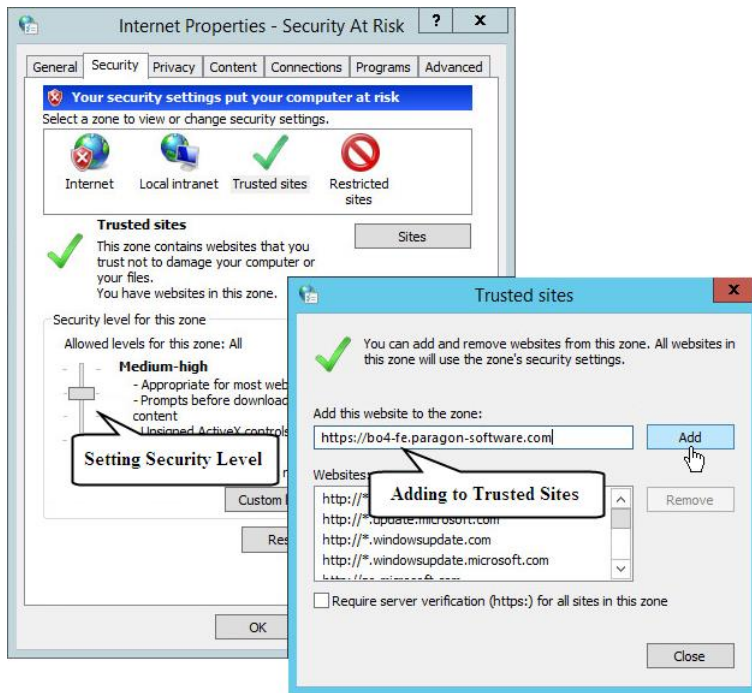 Internet Properties - Security At Risk
? x
General Security Privacy Content Connections Programs Advanced
Your security settings put your computer at risk
Select a zone to view or change security settings.
Internet Local intranet Trusted sites Restricted
sites
Trusted sites
This zone contains websites that you
trust not to damage your computer or
your files.
You have websites in this zone.
Sites
Security level for this zone
Allowed levels for this zone: All
Medium-high
- Appropriate for most
- Prompts before
content
- Unsigned ActiveX controls
Setting Security Level
Custom
OK
Trusted sites
x
You can add and remove websites from this zone. All websites in
this zone will use the zone's security settings.
Add this website to the zone:
https://bo4-fe.paragon-software.com
Add
Websites:
Adding to Trusted Sites
Remove
http://*.update.microsoft.com
http://*.windowsupdate.com
http://*.windowsupdate.microsoft.com
Require server verification (https:) for all sites in this zone
Close